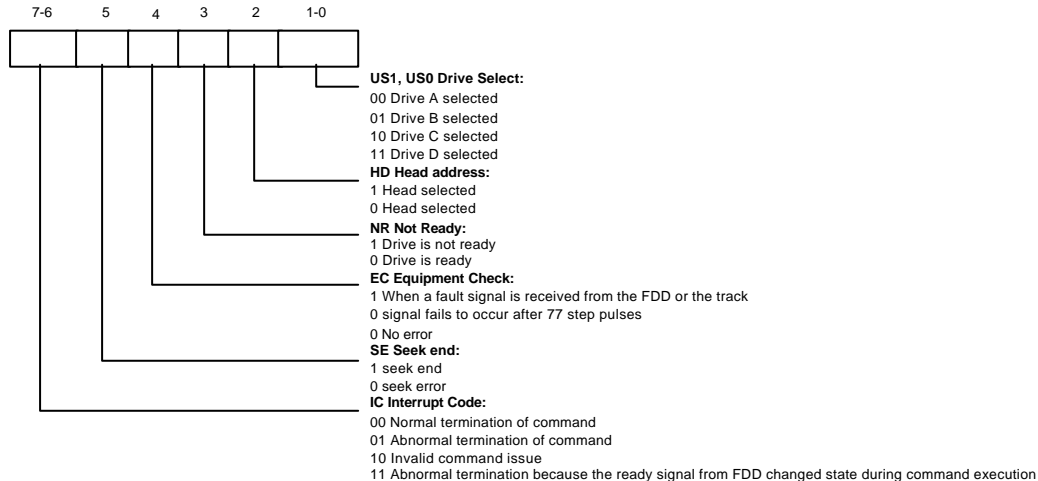 7-6 5 4 3 2 1-0
US1, US0 Drive Select:
00 Drive A selected
01 Drive B selected
10 Drive C selected
11 Drive D selected
HD Head address:
1 Head selected
0 Head selected
NR Not Ready:
1 Drive is not ready
0 Drive is ready
EC Equipment Check:
1 When a fault signal is received from the FDD or the track
0 signal fails to occur after 77 step pulses
0 No error
SE Seek end:
1 seek end
0 seek error
IC Interrupt Code:
00 Normal termination of command
01 Abnormal termination of command
10 Invalid command issue
11 Abnormal termination because the ready signal from FDD changed state during command execution